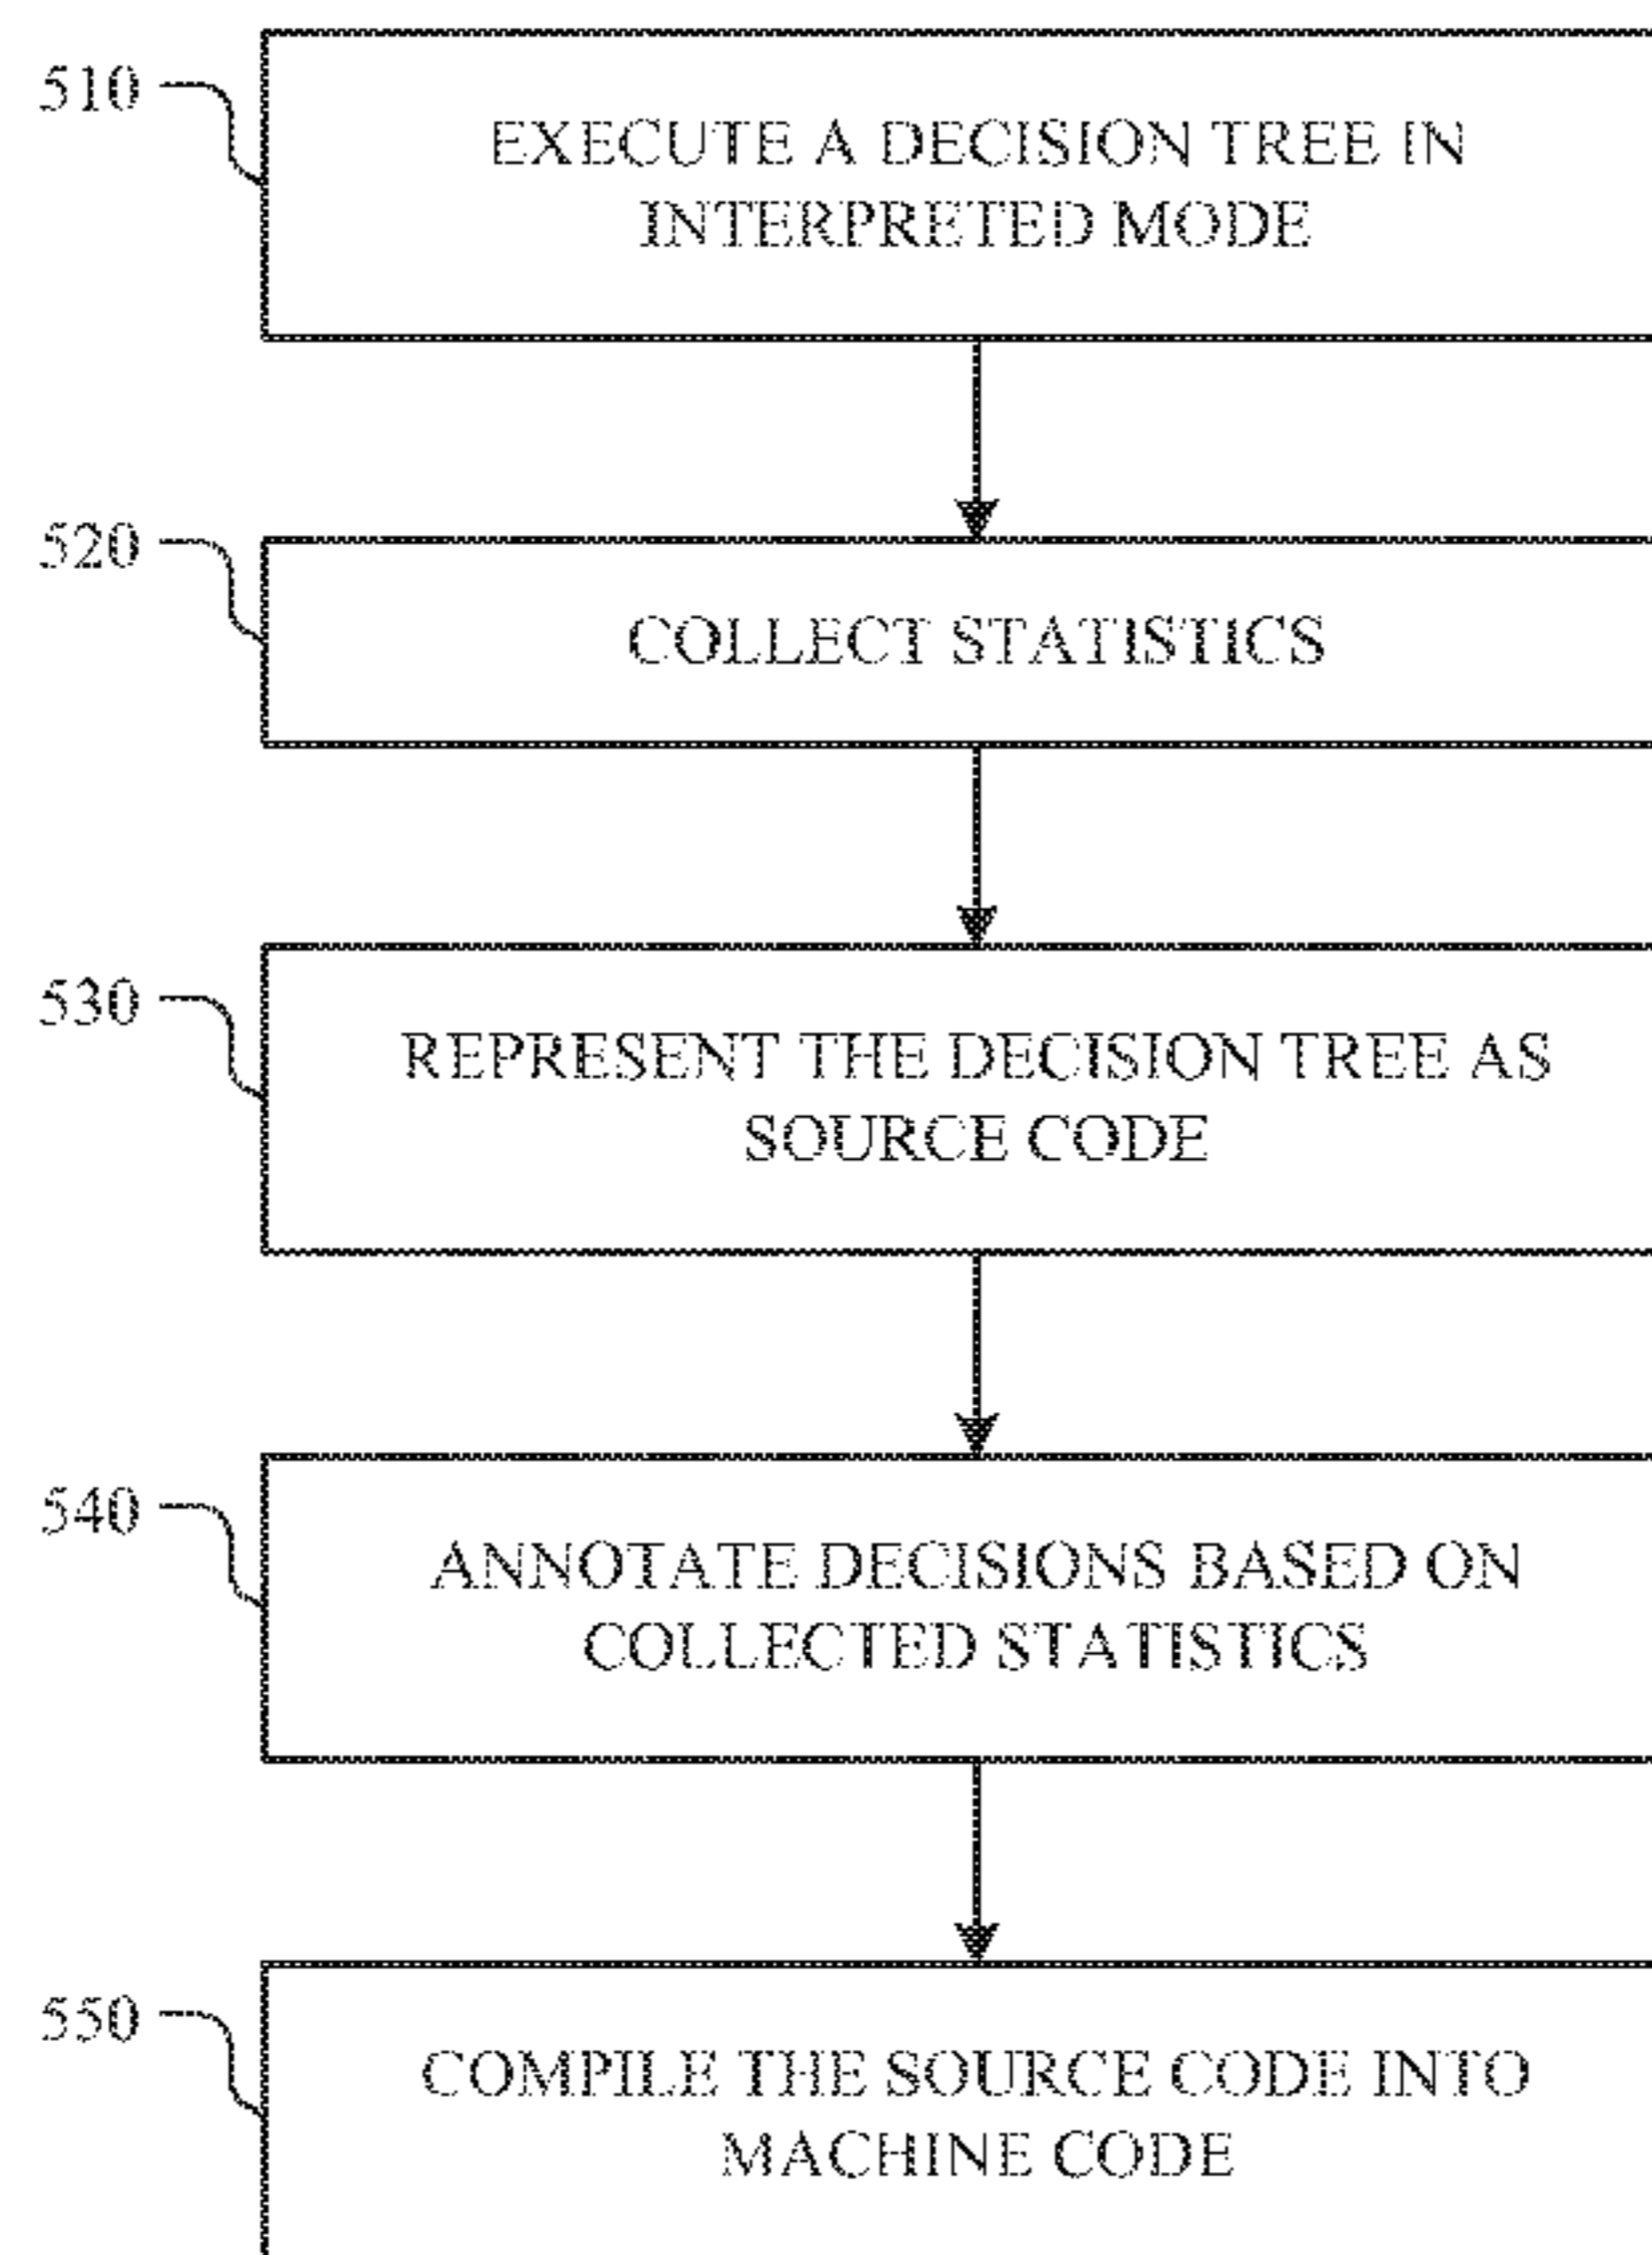 510
EXECUTE A DECISION TREE IN
INTERPRETED MODE
520
COLLECT STATISTICS
530
REPRESENT THE DECISION TREE AS
SOURCE CODE
540
ANNOTATE DECISIONS BASED ON
COLLECTED STATISTICS
550
COMPILE THE SOURCE CODE INTO
MACHINE CODE